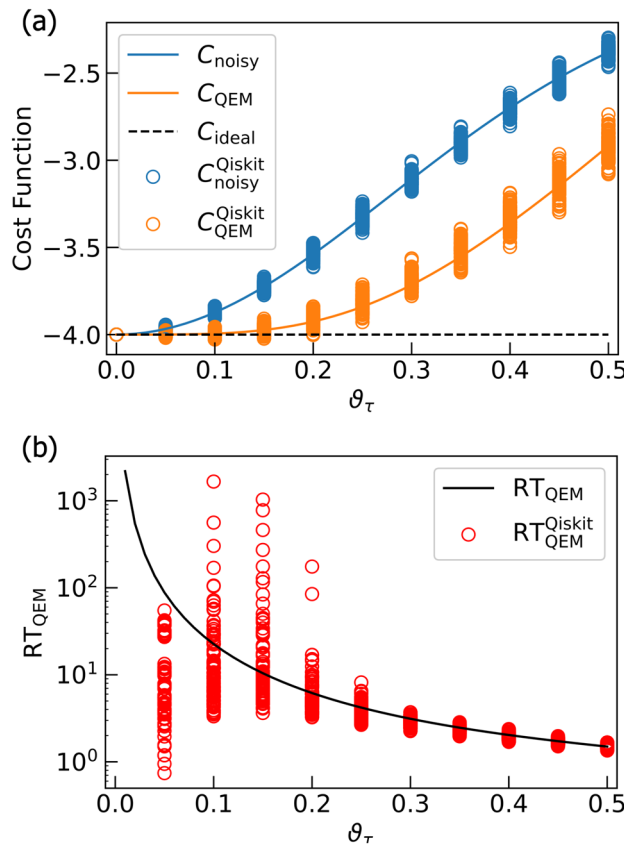 (a)
C_noisy
C_QEM
C_ideal
C_noisy^Qiskit
C_QEM^Qiskit
Cost Function
−2.5
−3.0
−3.5
−4.0
0.0 0.1 0.2 0.3 0.4 0.5
ϑ_τ
(b)
RT_QEM
RT_QEM^Qiskit
RT_QEM
10^3
10^2
10^1
10^0
0.0 0.1 0.2 0.3 0.4 0.5
ϑ_τ